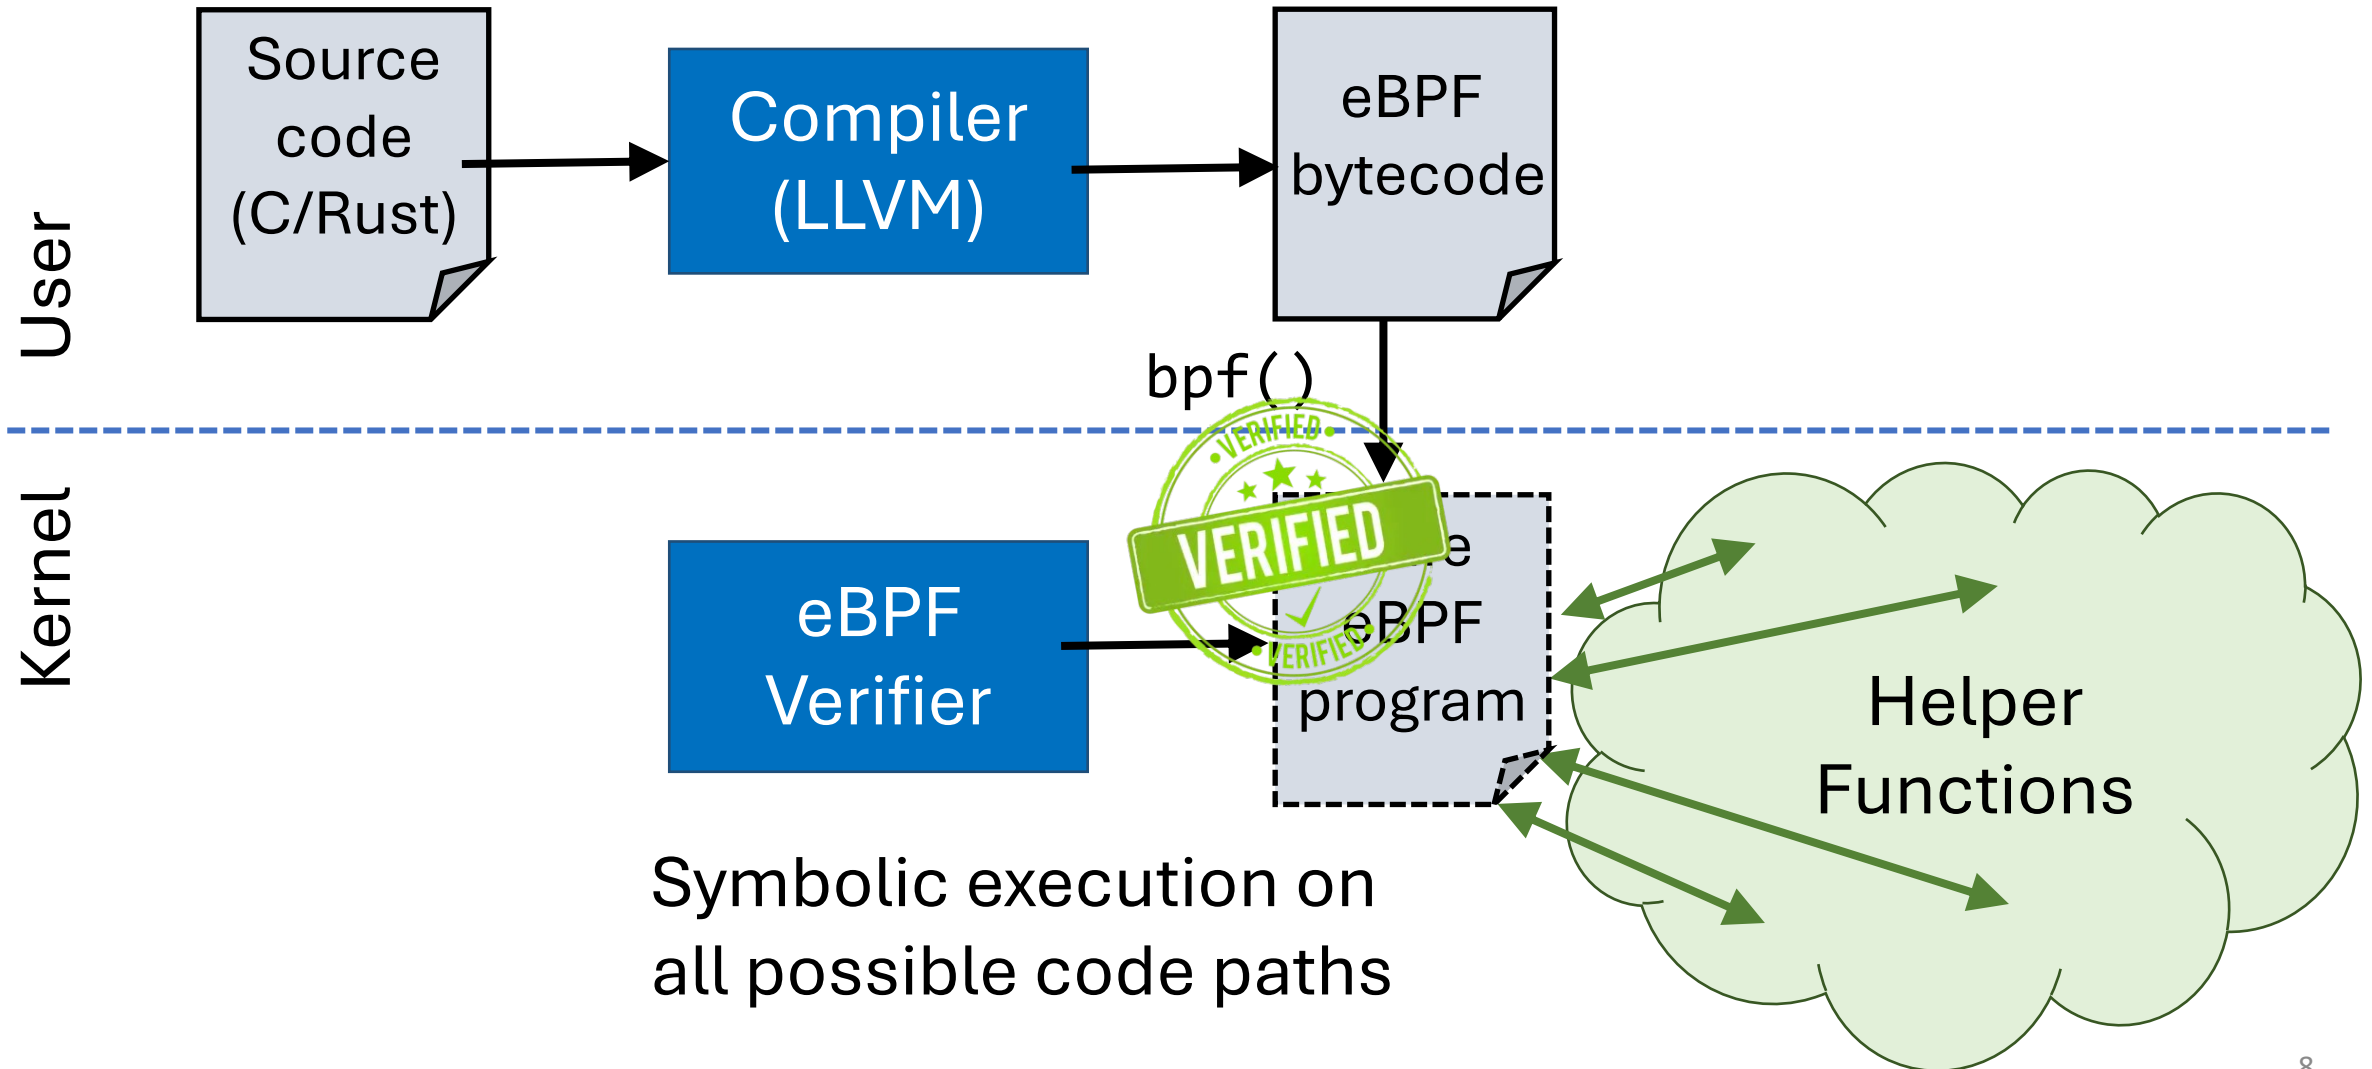 Source
code
(C/Rust)
Compiler
(LLVM)
eBPF
bytecode
User
bpf()
Kernel
VERIFIED
VERIFIED
VERIFIED
eBPF
Verifier
eBPF
program
Helper
Functions
Symbolic execution on
all possible code paths
8